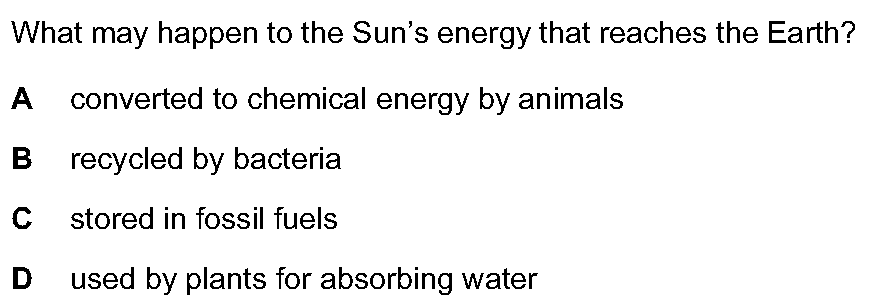 What may happen to the Sun’s energy that reaches the Earth?
A converted to chemical energy by animals
B recycled by bacteria
C stored in fossil fuels
D used by plants for absorbing water